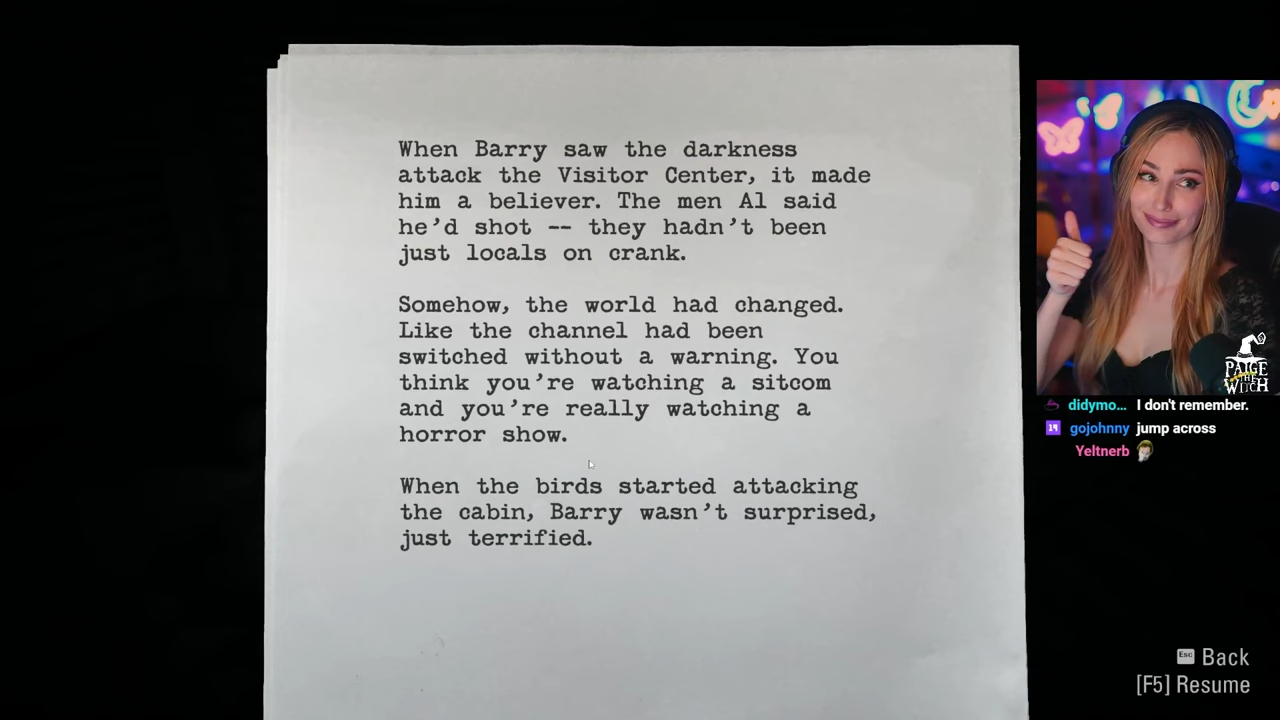 When Barry saw the darkness
attack the Visitor Center, it made
him a believer. The men Al said
he’d shot -- they hadn’t been
just locals on crank.
Somehow, the world had changed.
Like the channel had been
switched without a warning. You
think you’re watching a sitcom
and you’re really watching a
horror show.
When the birds started attacking
the cabin, Barry wasn’t surprised,
just terrified.
PAIGE
THE
WITCH
didymo… I don't remember.
19 gojohnny jump across
Yeltnerb
Esc Back
[F5] Resume